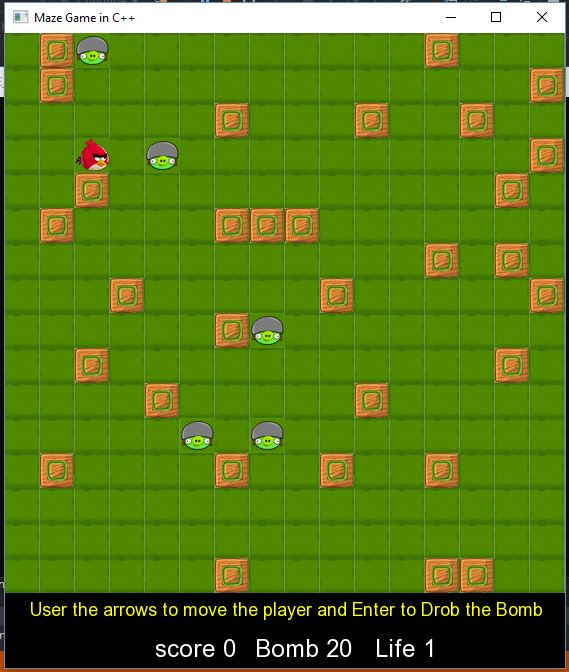 Maze Game in C++
User the arrows to move the player and Enter to Drob the Bomb
score 0 Bomb 20 Life 1